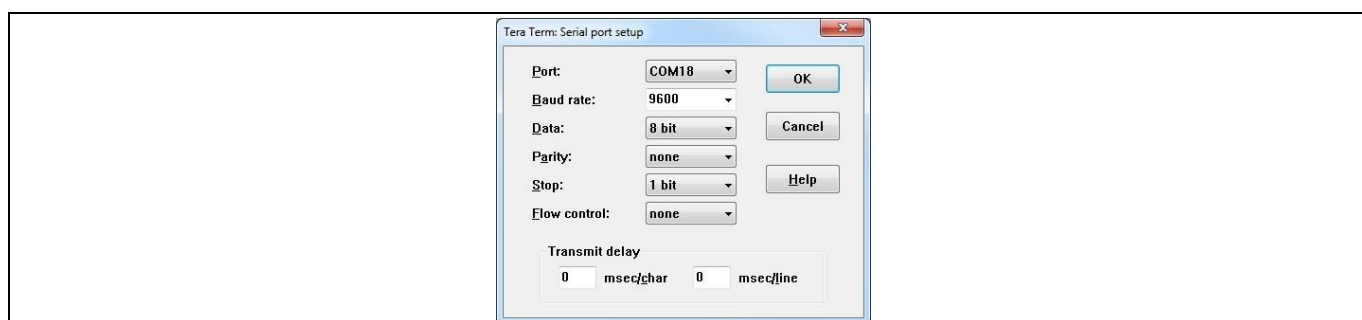 Tera Term: Serial port setup
Port: COM18 OK
Baud rate: 9600
Data: 8 bit Cancel
Parity: none
Stop: 1 bit Help
Flow control: none
Transmit delay
0 msec/char 0 msec/line